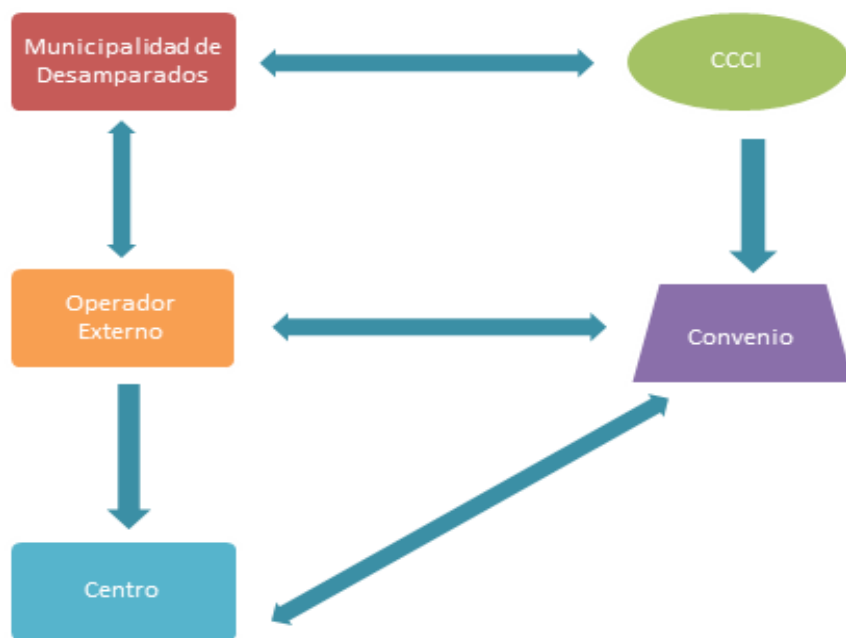 Municipalidad de
Desamparados
CCCI
Operador
Externo
Convenio
Centro